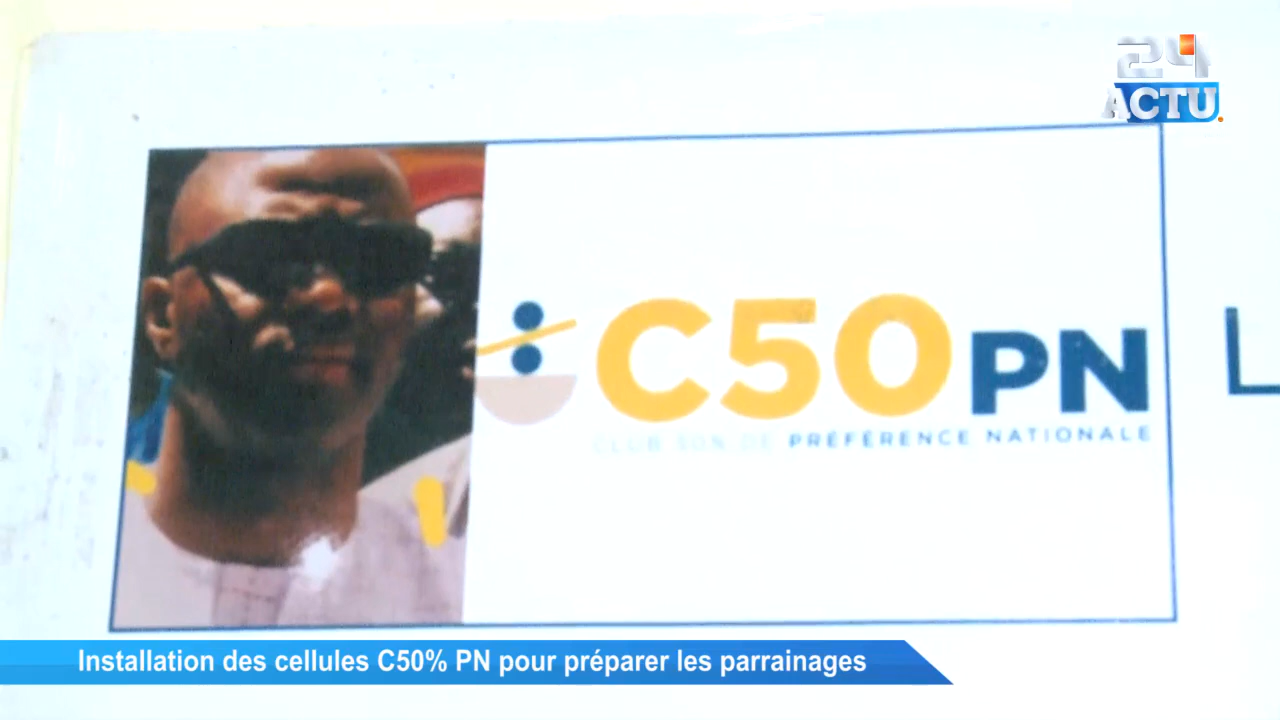 24
ACTU
C50 PN
CLUB 50% DE PRÉFÉRENCE NATIONALE
L
Installation des cellules C50% PN pour préparer les parrainages